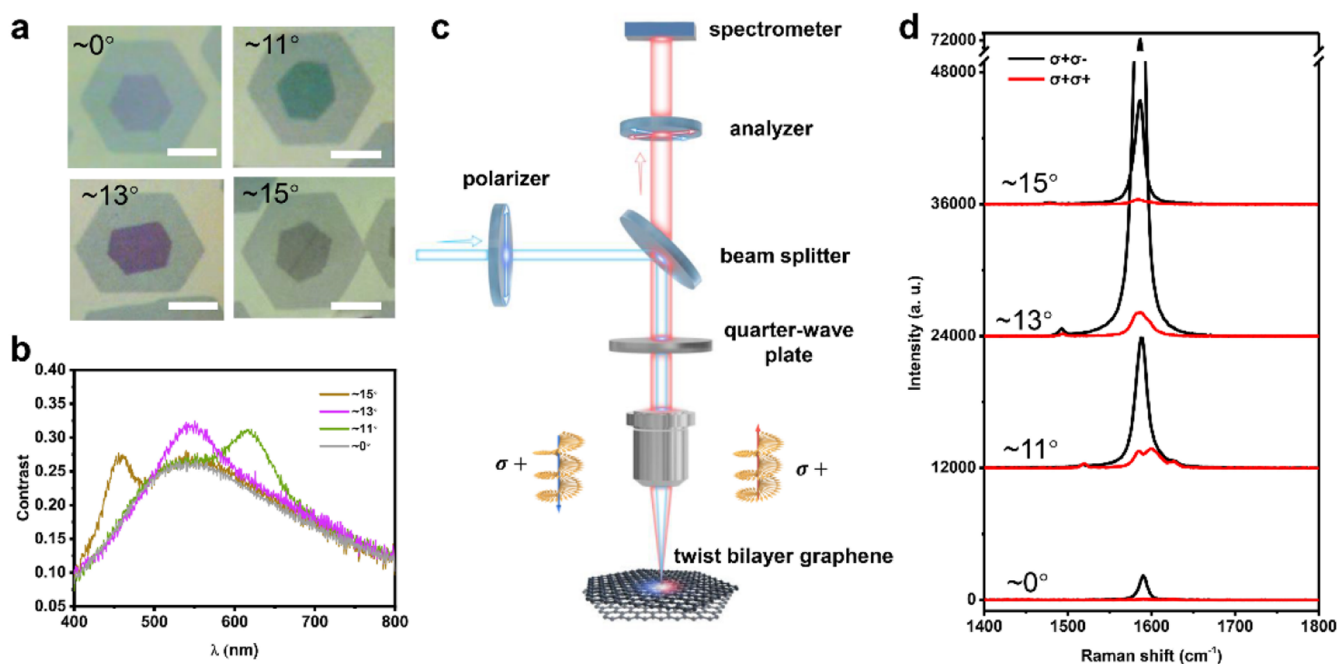 a
~0°
~11°
~13°
~15°
b
Contrast
0.40
0.35
0.30
0.25
0.20
0.15
0.10
0.05
~15°
~13°
~11°
~0°
400
500
600
700
800
λ (nm)
c
spectrometer
analyzer
polarizer
beam splitter
quarter-wave
plate
σ +
σ +
twist bilayer graphene
d
Intensity (a. u.)
72000
48000
36000
24000
12000
0
σ+σ-
σ+σ+
~15°
~13°
~11°
~0°
1400
1500
1600
1700
1800
Raman shift (cm⁻¹)